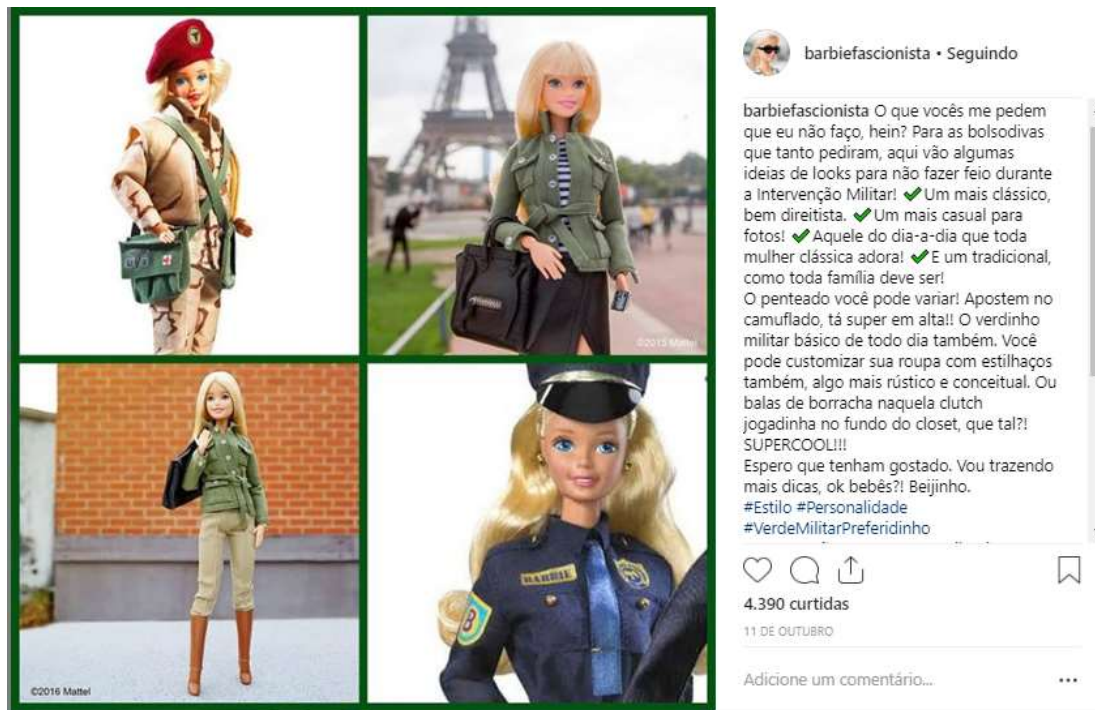 barbiefascionista • Seguindo
barbiefascionista O que vocês me pedem
que eu não faço, hein? Para as bolsodivas
que tanto pediram, aqui vão algumas
ideias de looks para não fazer feio durante
a Intervenção Militar! ✔Um mais clássico,
bem direitista. ✔Um mais casual para
fotos! ✔Aquele do dia-a-dia que toda
mulher clássica adora! ✔E um tradicional,
como toda família deve ser!
O penteado você pode variar! Apostem no
camuflado, tá super em alta!! O verdinho
militar básico de todo dia também. Você
pode customizar sua roupa com estilhaços
também, algo mais rústico e conceitual. Ou
balas de borracha naquela clutch
jogadinha no fundo do closet, que tal?!
SUPERCOOL!!!
Espero que tenham gostado. Vou trazendo
mais dicas, ok bebês?! Beijinho.
#Estilo #Personalidade
#VerdeMilitarPreferidinho
4.390 curtidas
11 DE OUTUBRO
Adicione um comentário...
©2015 Mattel
©2016 Mattel
BARBIE
B